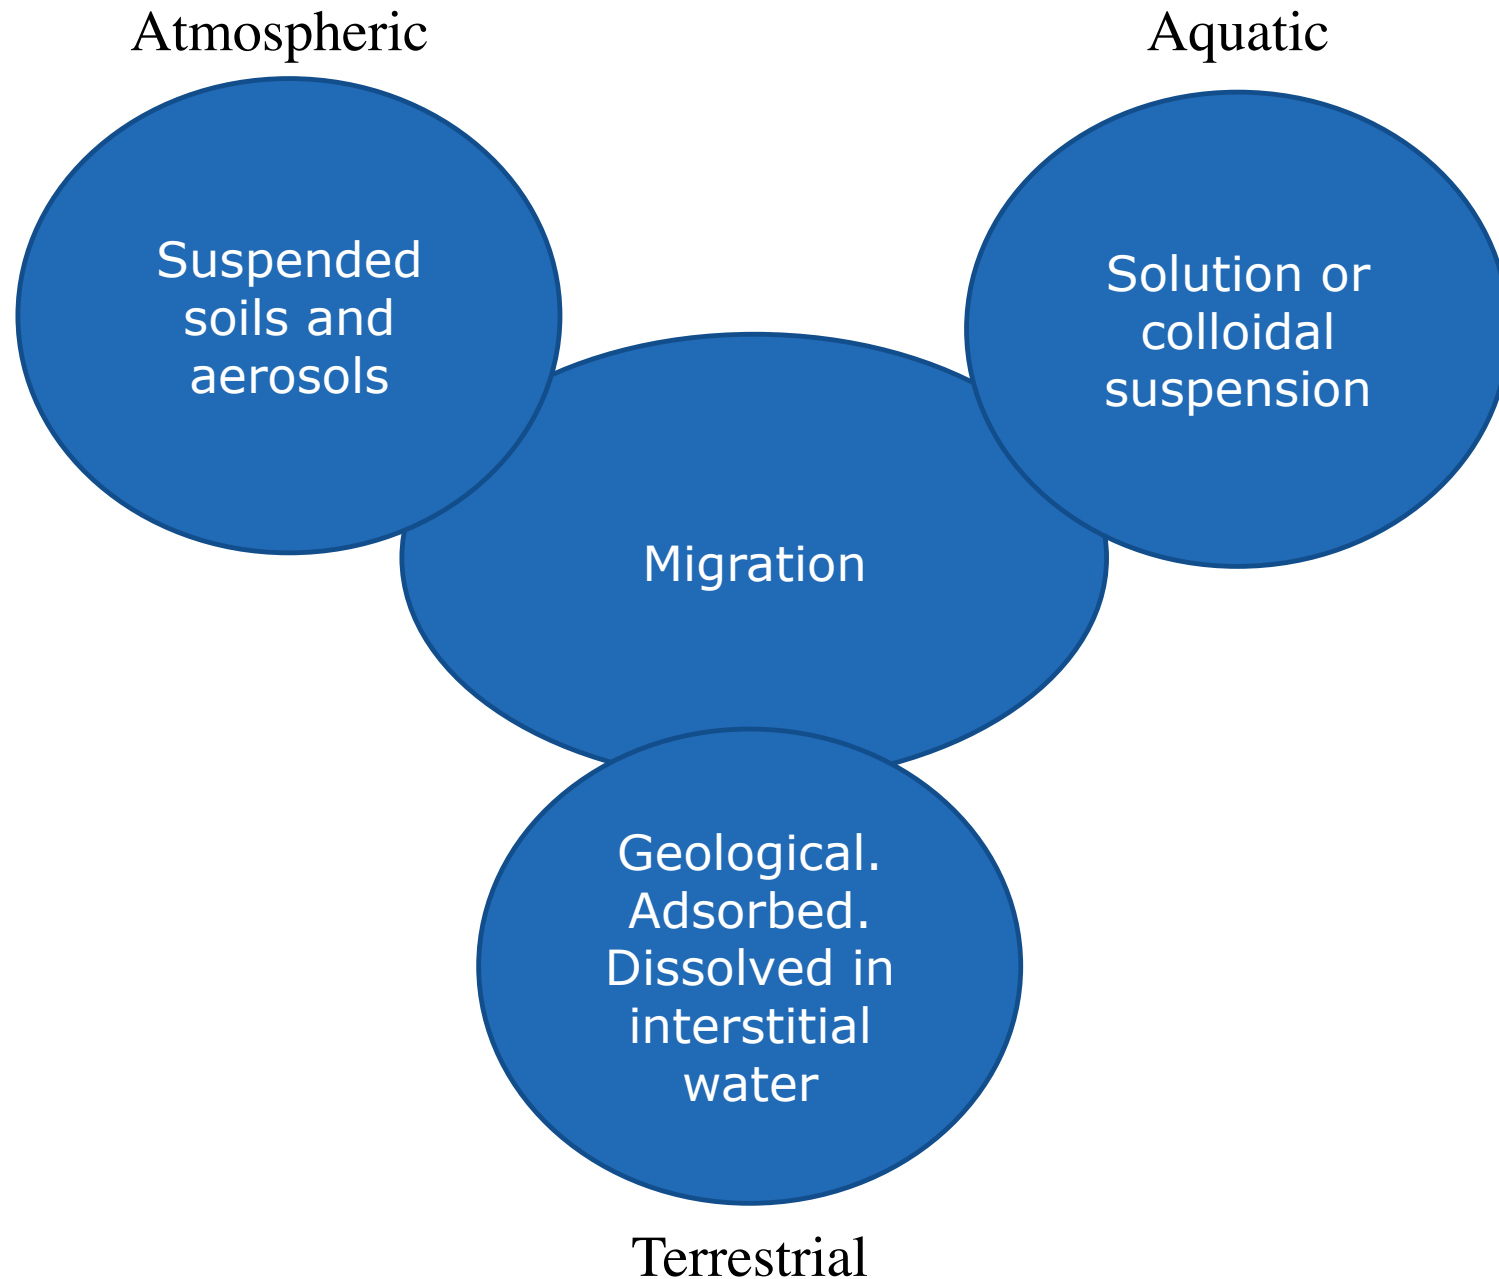 Atmospheric
Aquatic
Suspended
soils and
aerosols
Solution or
colloidal
suspension
Migration
Geological.
Adsorbed.
Dissolved in
interstitial
water
Terrestrial